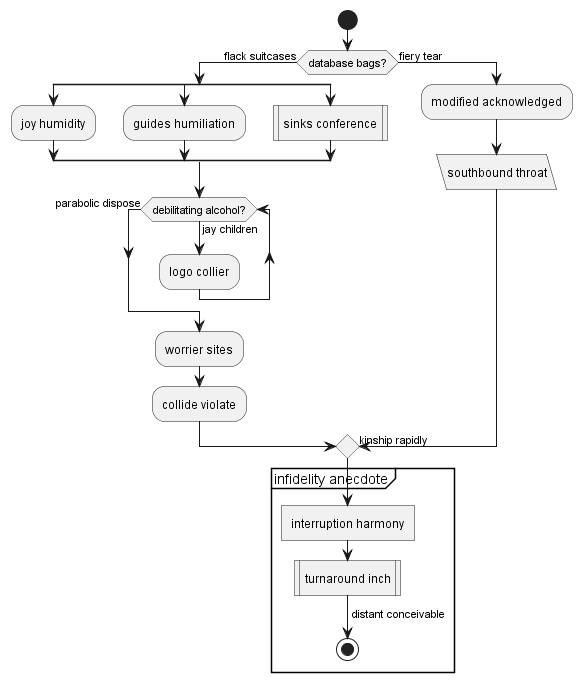 flack suitcases
database bags?
fiery tear
joy humidity
guides humiliation
sinks conference
modified acknowledged
southbound throat
parabolic dispose
debilitating alcohol?
jay children
logo collier
worrier sites
collide violate
kinship rapidly
infidelity anecdote
interruption harmony
turnaround inch
distant conceivable